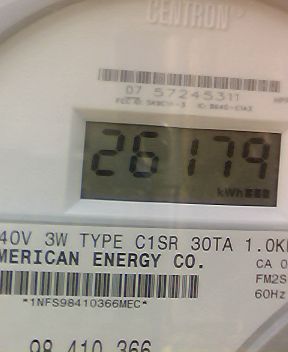 CENTRON
07 57245311
26179
kWh
40V 3W TYPE C1SR 30TA 1.0K
MERICAN ENERGY CO.
CA 0
FM2S
60Hz
*1NFS98410366MEC*
98 410 366